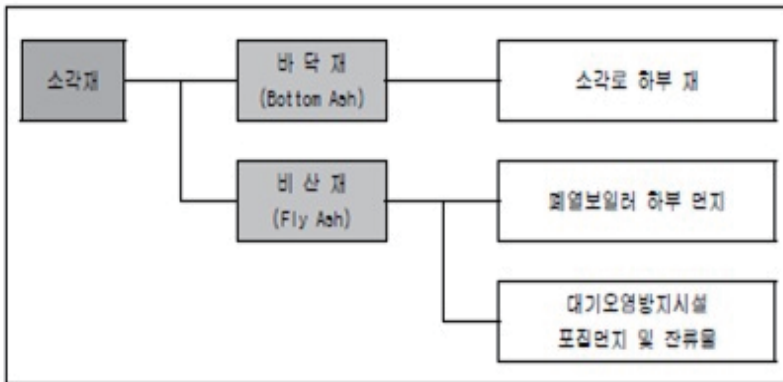 소각재
바 닥 재
(Bottom Ash)
소각로 하부 재
비 산 재
(Fly Ash)
폐열보일러 하부 먼지
대기오염방지시설
포집먼지 및 잔류물